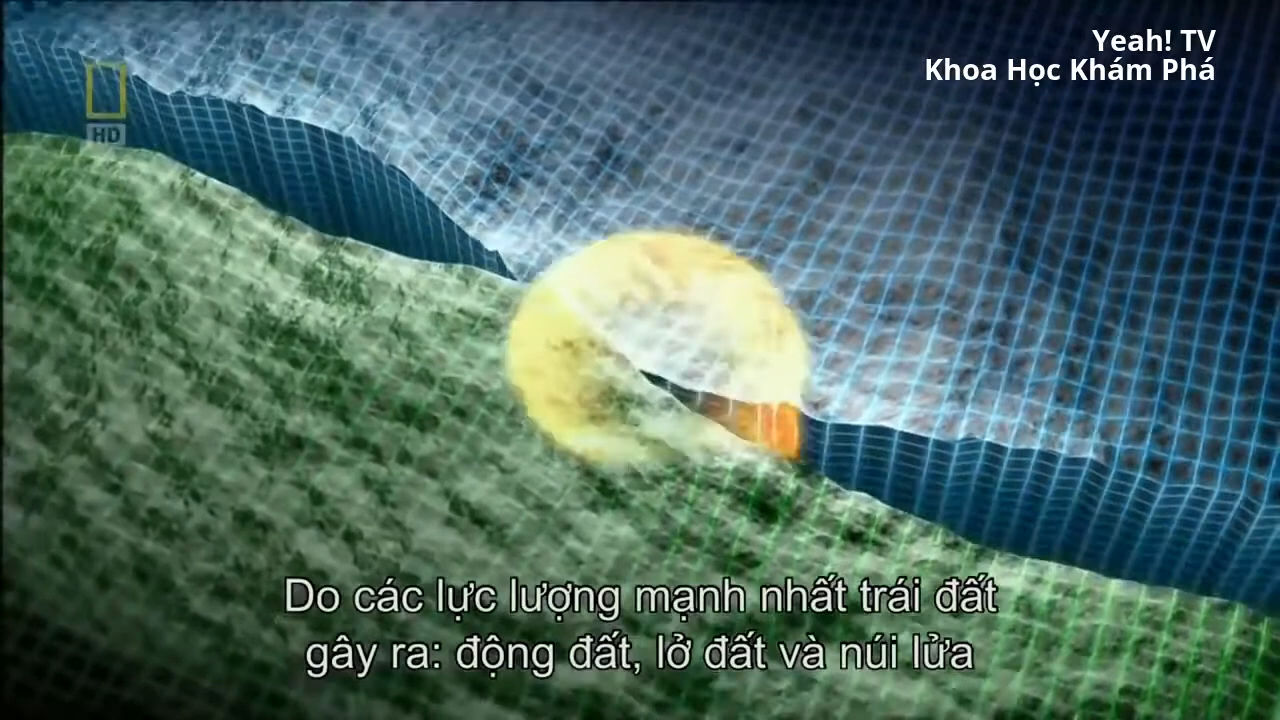 Yeah! TV
Khoa Học Khám Phá
HD
Do các lực lượng mạnh nhất trái đất
gây ra: động đất, lở đất và núi lửa